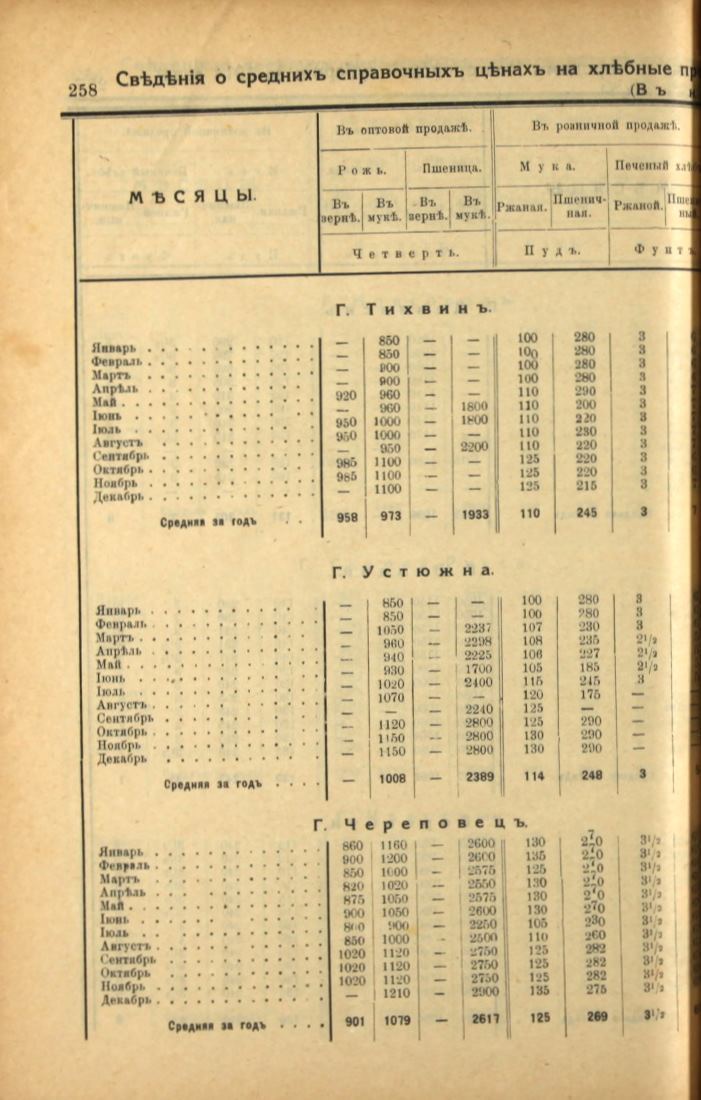 258 Свѣдѣнія о среднихъ справочныхъ цѣнахъ на хлѣбные
(Въ
Въ оптовой продажѣ. Въ розничной продажѣ.
МѢСЯЦЫ.
Рожь. Пшеница. Мука. Печеный
Въ зернѣ. Въ мукѣ. Въ зернѣ. Въ мукѣ. Ржаная. Пшенич-ная. Ржаной.
Четверть. Пудъ. Фунтъ
Г. Тихвинъ.
Январь — 850 — — 100 280 3
Февраль — 850 — — 100 280 3
Мартъ — 900 — — 100 280 3
Апрѣль — 900 — — 100 280 3
Май 920 960 — — 110 290 3
Іюнь — 960 — 1800 110 200 3
Іюль 950 1000 — 1800 110 220 3
Августъ 950 1000 — — 110 230 3
Сентябрь — 950 — 2200 110 220 3
Октябрь 985 1100 125 220 3
Ноябрь 985 1100 125 220 3
Декабрь — 1100 125 215 3
Средняя за годъ 958 973 — 1933 110 245 3
Г. Устюжна.
Январь — 850 — — 100 280 3
Февраль — 850 — — 100 280 3
Мартъ — 1050 — 2237 107 230 3
Апрѣль — 960 — 2298 108 235 2½
Май — 940 — 2225 106 227 2½
Іюнь — 930 — 1700 105 185 2½
Іюль — 1020 — 2400 115 245 3
Августъ — 1070 — — 120 175 —
Сентябрь — — — 2240 125 — —
Октябрь — 1120 — 2800 125 290 —
Ноябрь — 1150 — 2800 130 290 —
Декабрь — 1150 — 2800 130 290 —
Средняя за годъ — 1008 — 2389 114 248 3
Г. Череповецъ.
Январь 860 1160 — 2600 130 270 3½
Февраль 900 1200 — 2600 135 270 3½
Мартъ 850 1000 — 2575 125 270 3½
Апрѣль 820 1020 — 2550 130 270 3½
Май 875 1050 — 2575 130 270 3½
Іюнь 900 1050 — 2600 130 270 3½
Іюль 800 900 — 2250 105 230 3½
Августъ 850 1000 - 2500 110 260 3½
Сентябрь 1020 1120 — 2750 125 282 3½
Октябрь 1020 1120 — 2750 125 282 3½
Ноябрь 1020 1120 — 2750 125 282 3½
Декабрь — 1210 — 2900 135 275 3½
Средняя за годъ 901 1079 — 2617 125 269 3½